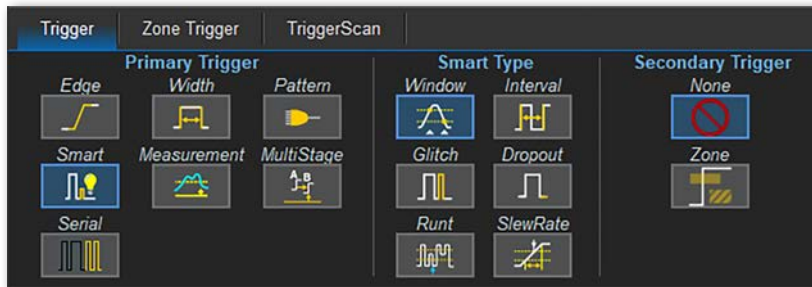 Trigger Zone Trigger TriggerScan
Primary Trigger Smart Type Secondary Trigger
Edge Width Pattern Window Interval None
Smart Measurement MultiStage Glitch Dropout Zone
A B
Serial Runt SlewRate